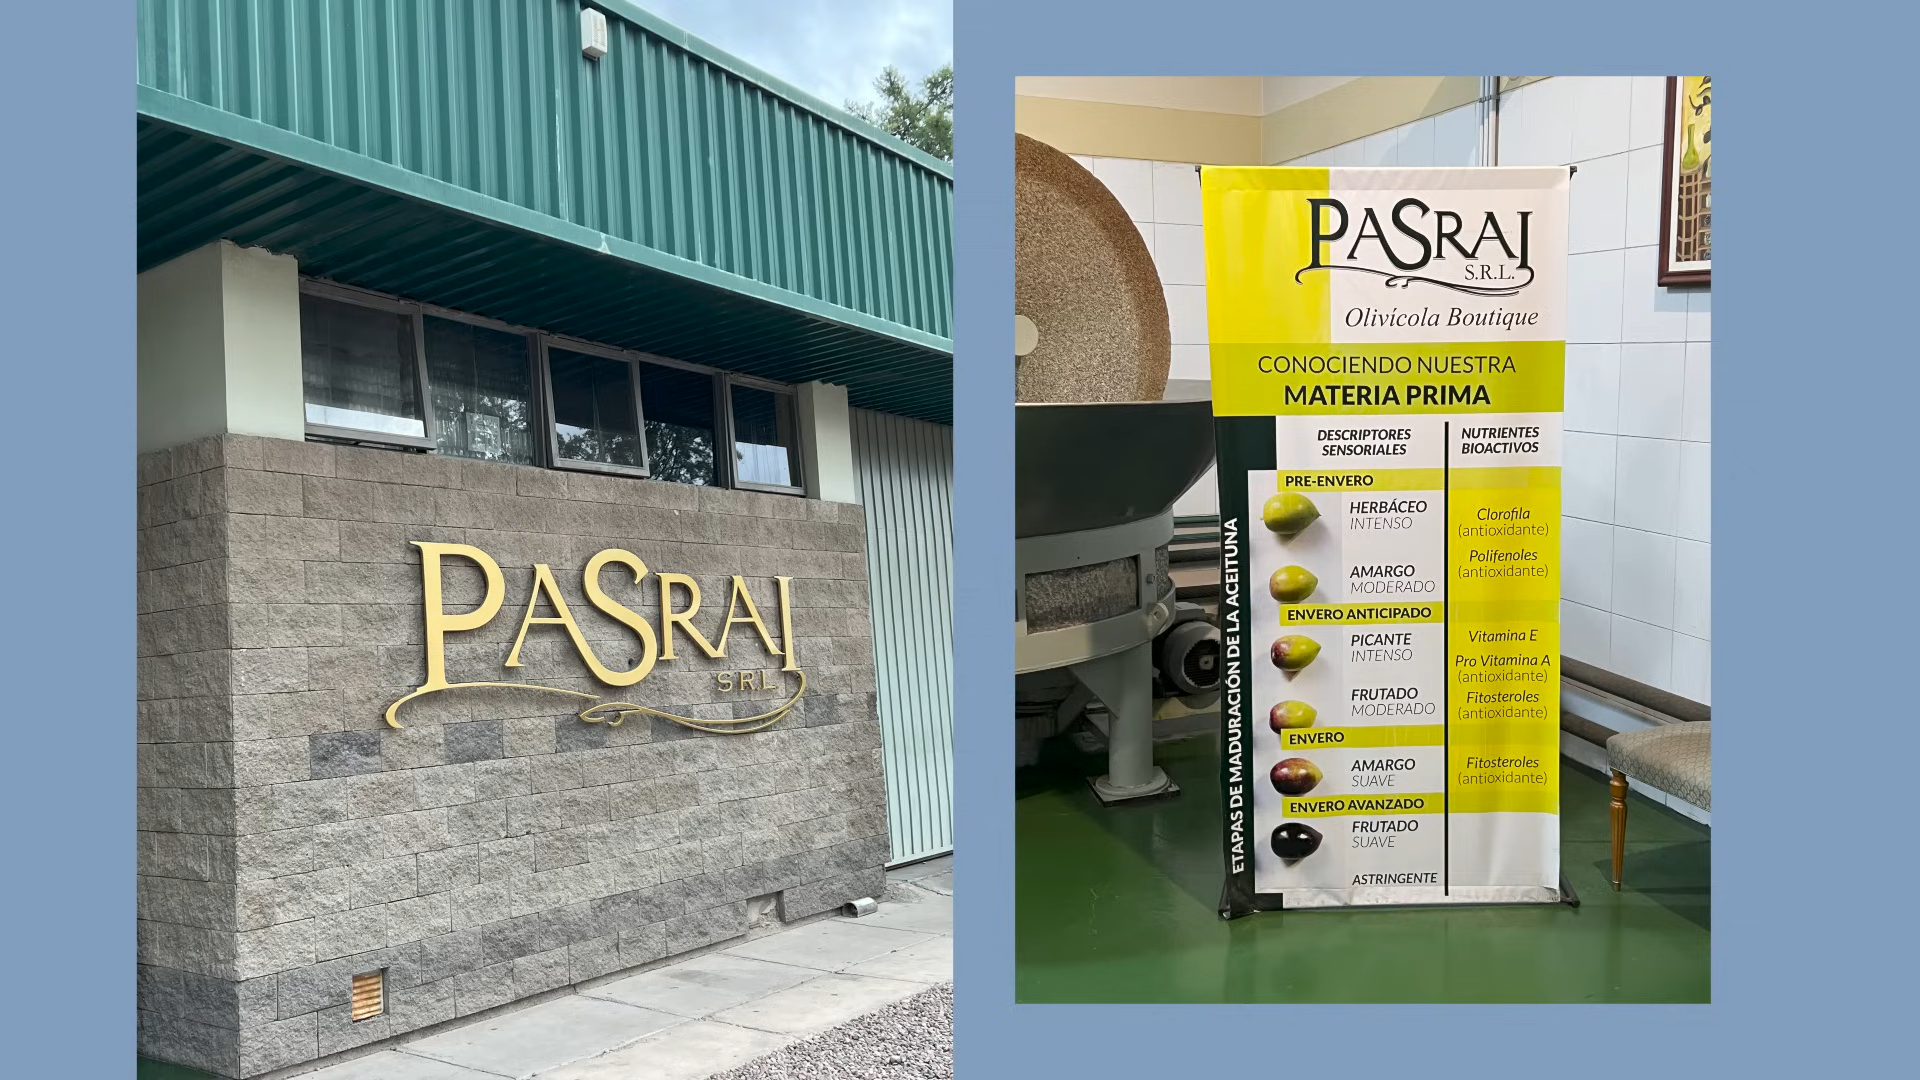 PASRAI
SRL
PASRAI
S.R.L.
Olivícola Boutique
CONOCIENDO NUESTRA
MATERIA PRIMA
DESCRIPTORES
SENSORIALES
NUTRIENTES
BIOACTIVOS
ETAPAS DE MADURACIÓN DE LA ACEITUNA
PRE-ENVERO
HERBÁCEO
INTENSO
Clorofila
(antioxidante)
Polifenoles
(antioxidante)
AMARGO
MODERADO
ENVERO ANTICIPADO
PICANTE
INTENSO
Vitamina E
Pro Vitamina A
(antioxidante)
FRUTADO
MODERADO
Fitosteroles
(antioxidante)
ENVERO
AMARGO
SUAVE
Fitosteroles
(antioxidante)
ENVERO AVANZADO
FRUTADO
SUAVE
ASTRINGENTE